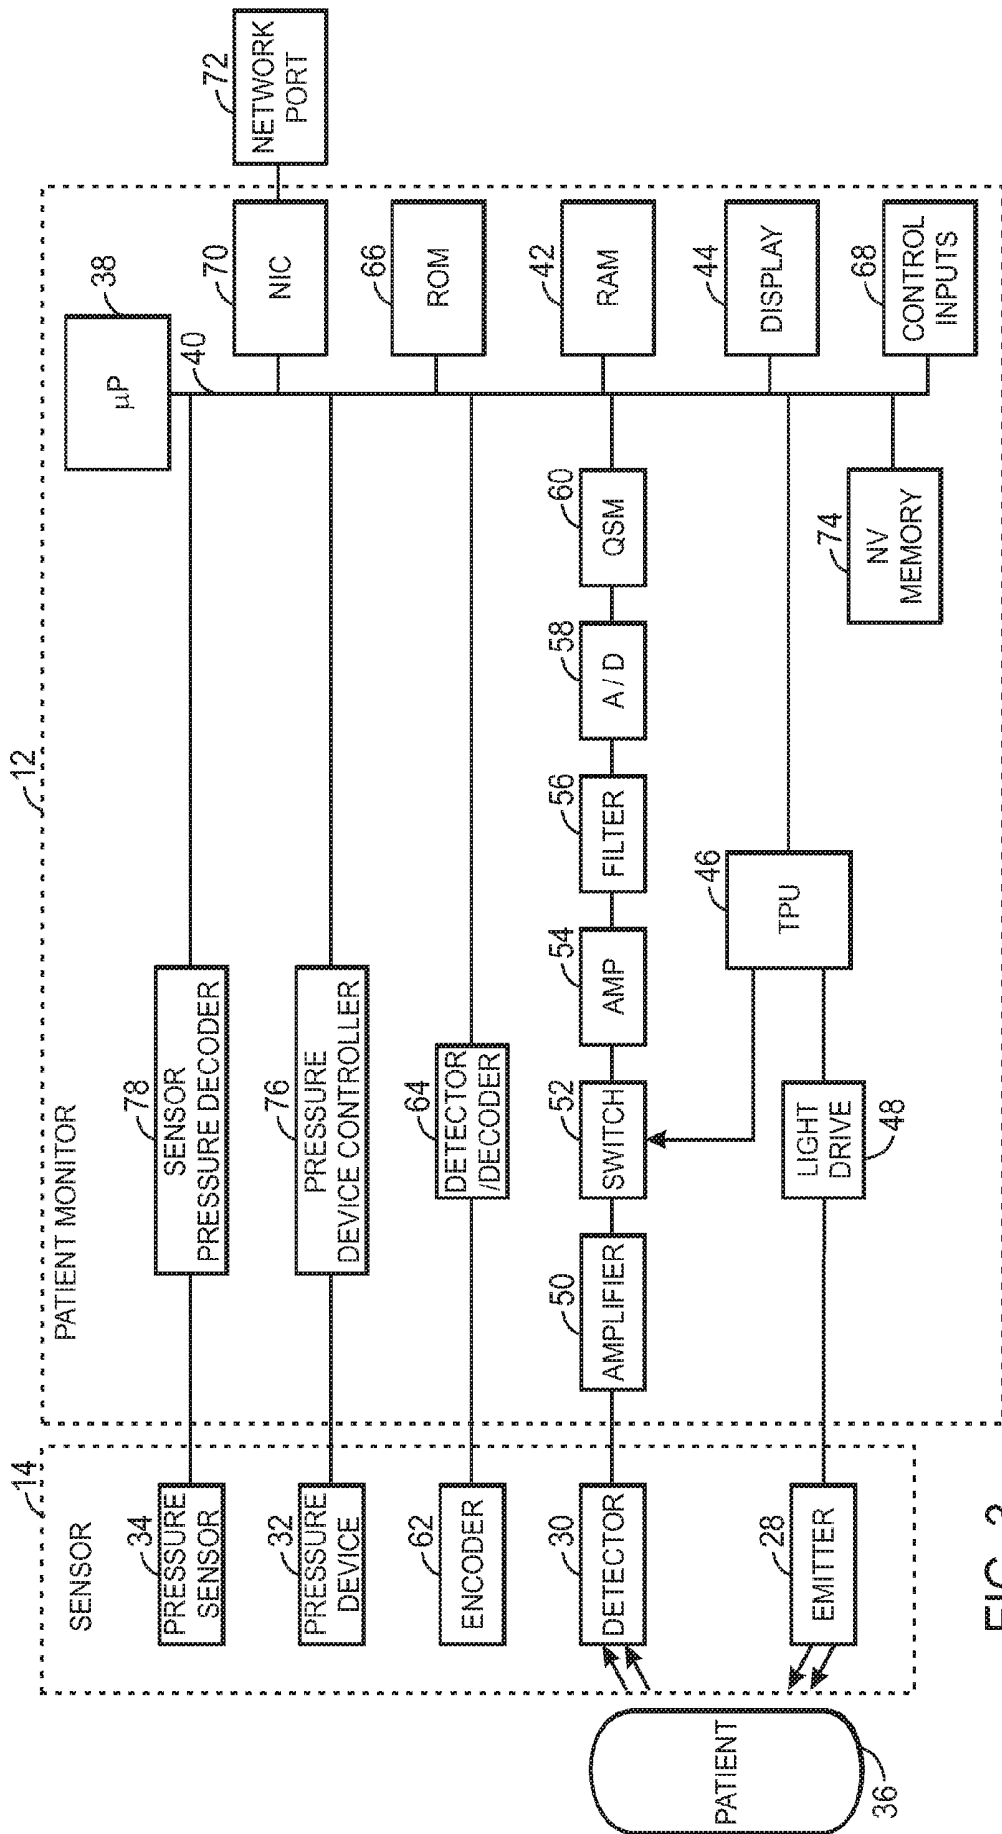 14
SENSOR
34
PRESSURE
SENSOR
32
PRESSURE
DEVICE
62
ENCODER
30
DETECTOR
28
EMITTER
PATIENT
36
12
PATIENT MONITOR
78
SENSOR
PRESSURE DECODER
76
PRESSURE
DEVICE CONTROLLER
64
DETECTOR
/DECODER
50
AMPLIFIER
52
SWITCH
54
AMP
56
FILTER
58
A / D
60
QSM
46
TPU
LIGHT
DRIVE
48
38
µP
40
70
NIC
72
NETWORK
PORT
66
ROM
42
RAM
44
DISPLAY
68
CONTROL
INPUTS
74
NV
MEMORY
FIG.